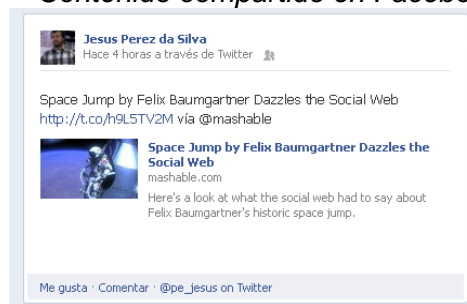 Contenido compartido en Facebo
Jesus Perez da Silva
Hace 4 horas a través de Twitter
Space Jump by Felix Baumgartner Dazzles the Social Web
http://t.co/h9L5TV2M vía @mashable
Space Jump by Felix Baumgartner Dazzles the
Social Web
mashable.com
Here's a look at what the social web had to say about
Felix Baumgartner's historic space jump.
Me gusta · Comentar · @pe_jesus on Twitter